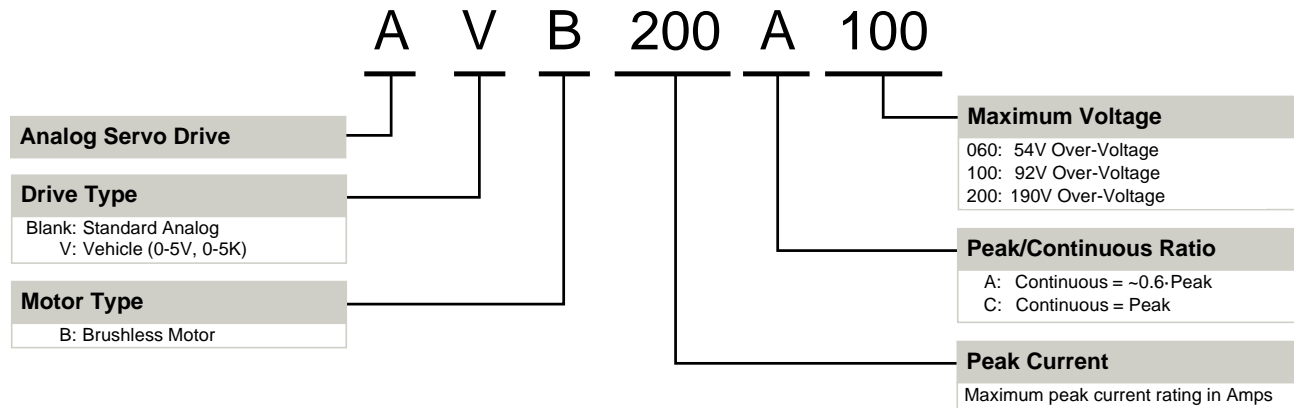 A V B 200 A 100
Analog Servo Drive
Drive Type
Blank: Standard Analog
V: Vehicle (0-5V, 0-5K)
Motor Type
B: Brushless Motor
Maximum Voltage
060: 54V Over-Voltage
100: 92V Over-Voltage
200: 190V Over-Voltage
Peak/Continuous Ratio
A: Continuous = ~0.6·Peak
C: Continuous = Peak
Peak Current
Maximum peak current rating in Amps